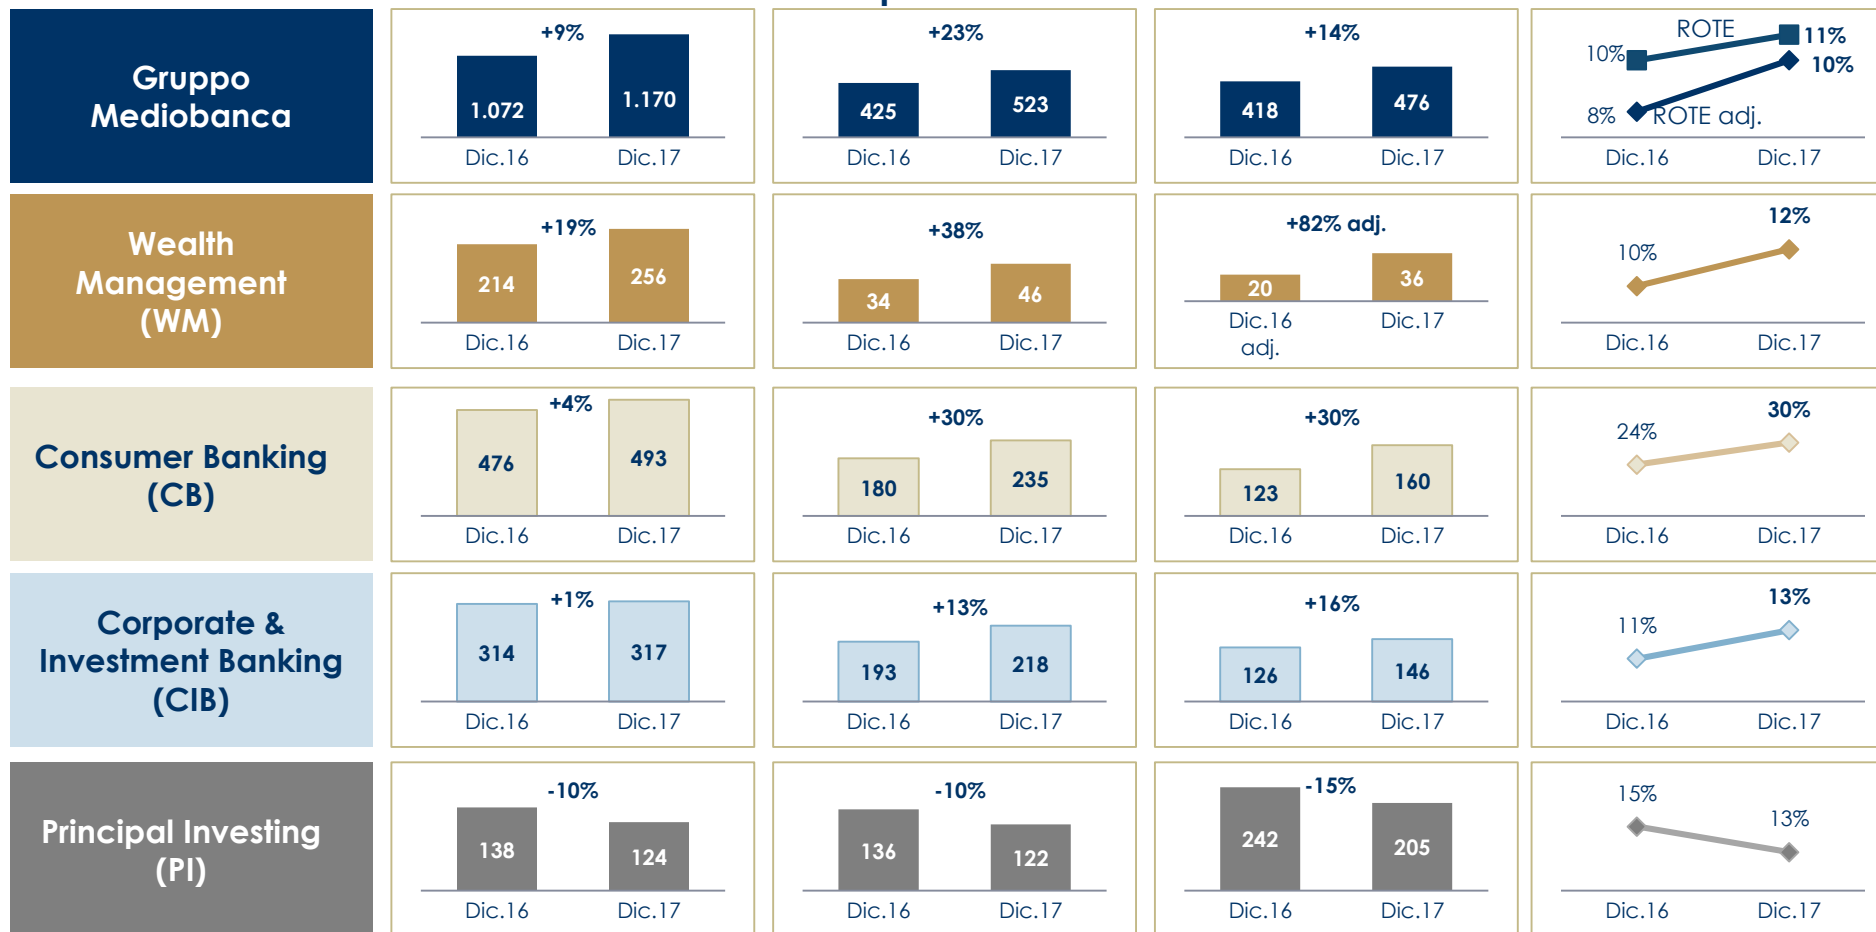 Gruppo
Mediobanca
+9%
1.072
1.170
Dic.16
Dic.17
+23%
425
523
Dic.16
Dic.17
+14%
418
476
Dic.16
Dic.17
ROTE
10%
11%
10%
8%
ROTE adj.
Dic.16
Dic.17
Wealth
Management
(WM)
+19%
214
256
Dic.16
Dic.17
+38%
34
46
Dic.16
Dic.17
+82% adj.
20
36
Dic.16
adj.
Dic.17
10%
12%
Dic.16
Dic.17
Consumer Banking
(CB)
+4%
476
493
Dic.16
Dic.17
+30%
180
235
Dic.16
Dic.17
+30%
123
160
Dic.16
Dic.17
24%
30%
Dic.16
Dic.17
Corporate &
Investment Banking
(CIB)
+1%
314
317
Dic.16
Dic.17
+13%
193
218
Dic.16
Dic.17
+16%
126
146
Dic.16
Dic.17
11%
13%
Dic.16
Dic.17
Principal Investing
(PI)
-10%
138
124
Dic.16
Dic.17
-10%
136
122
Dic.16
Dic.17
-15%
242
205
Dic.16
Dic.17
15%
13%
Dic.16
Dic.17